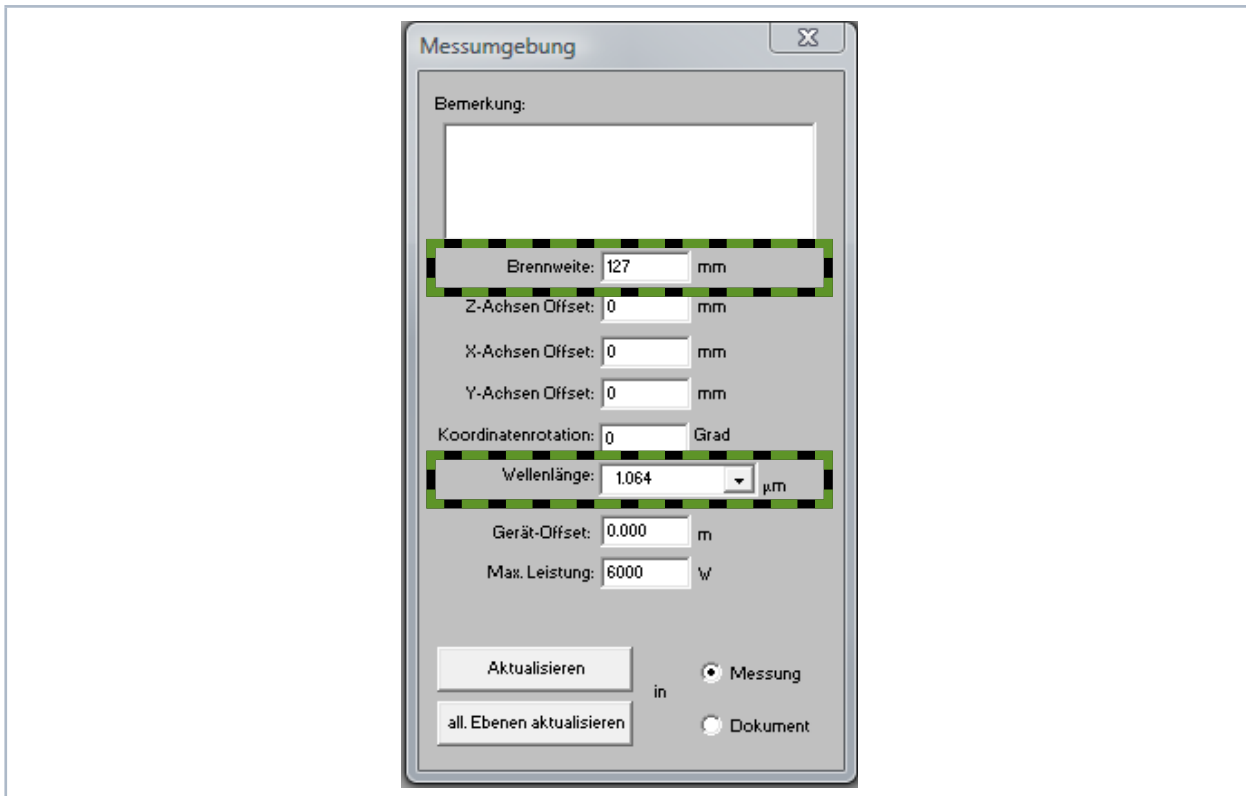 Messumgebung
Bemerkung:
Brennweite: 127 mm
Z-Achsen Offset: 0 mm
X-Achsen Offset: 0 mm
Y-Achsen Offset: 0 mm
Koordinatenrotation: 0 Grad
Wellenlänge: 1.064 µm
Gerät-Offset: 0.000 m
Max. Leistung: 6000 W
Aktualisieren
in
Messung
all. Ebenen aktualisieren
Dokument